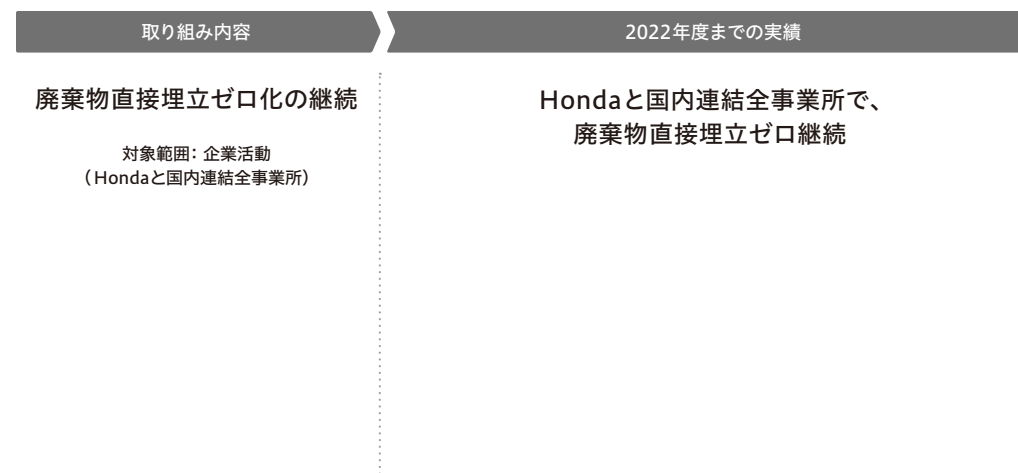 取り組み内容
2022年度までの実績
廃棄物直接埋立ゼロ化の継続
対象範囲：企業活動
（Hondaと国内連結全事業所）
Hondaと国内連結全事業所で、
廃棄物直接埋立ゼロ継続